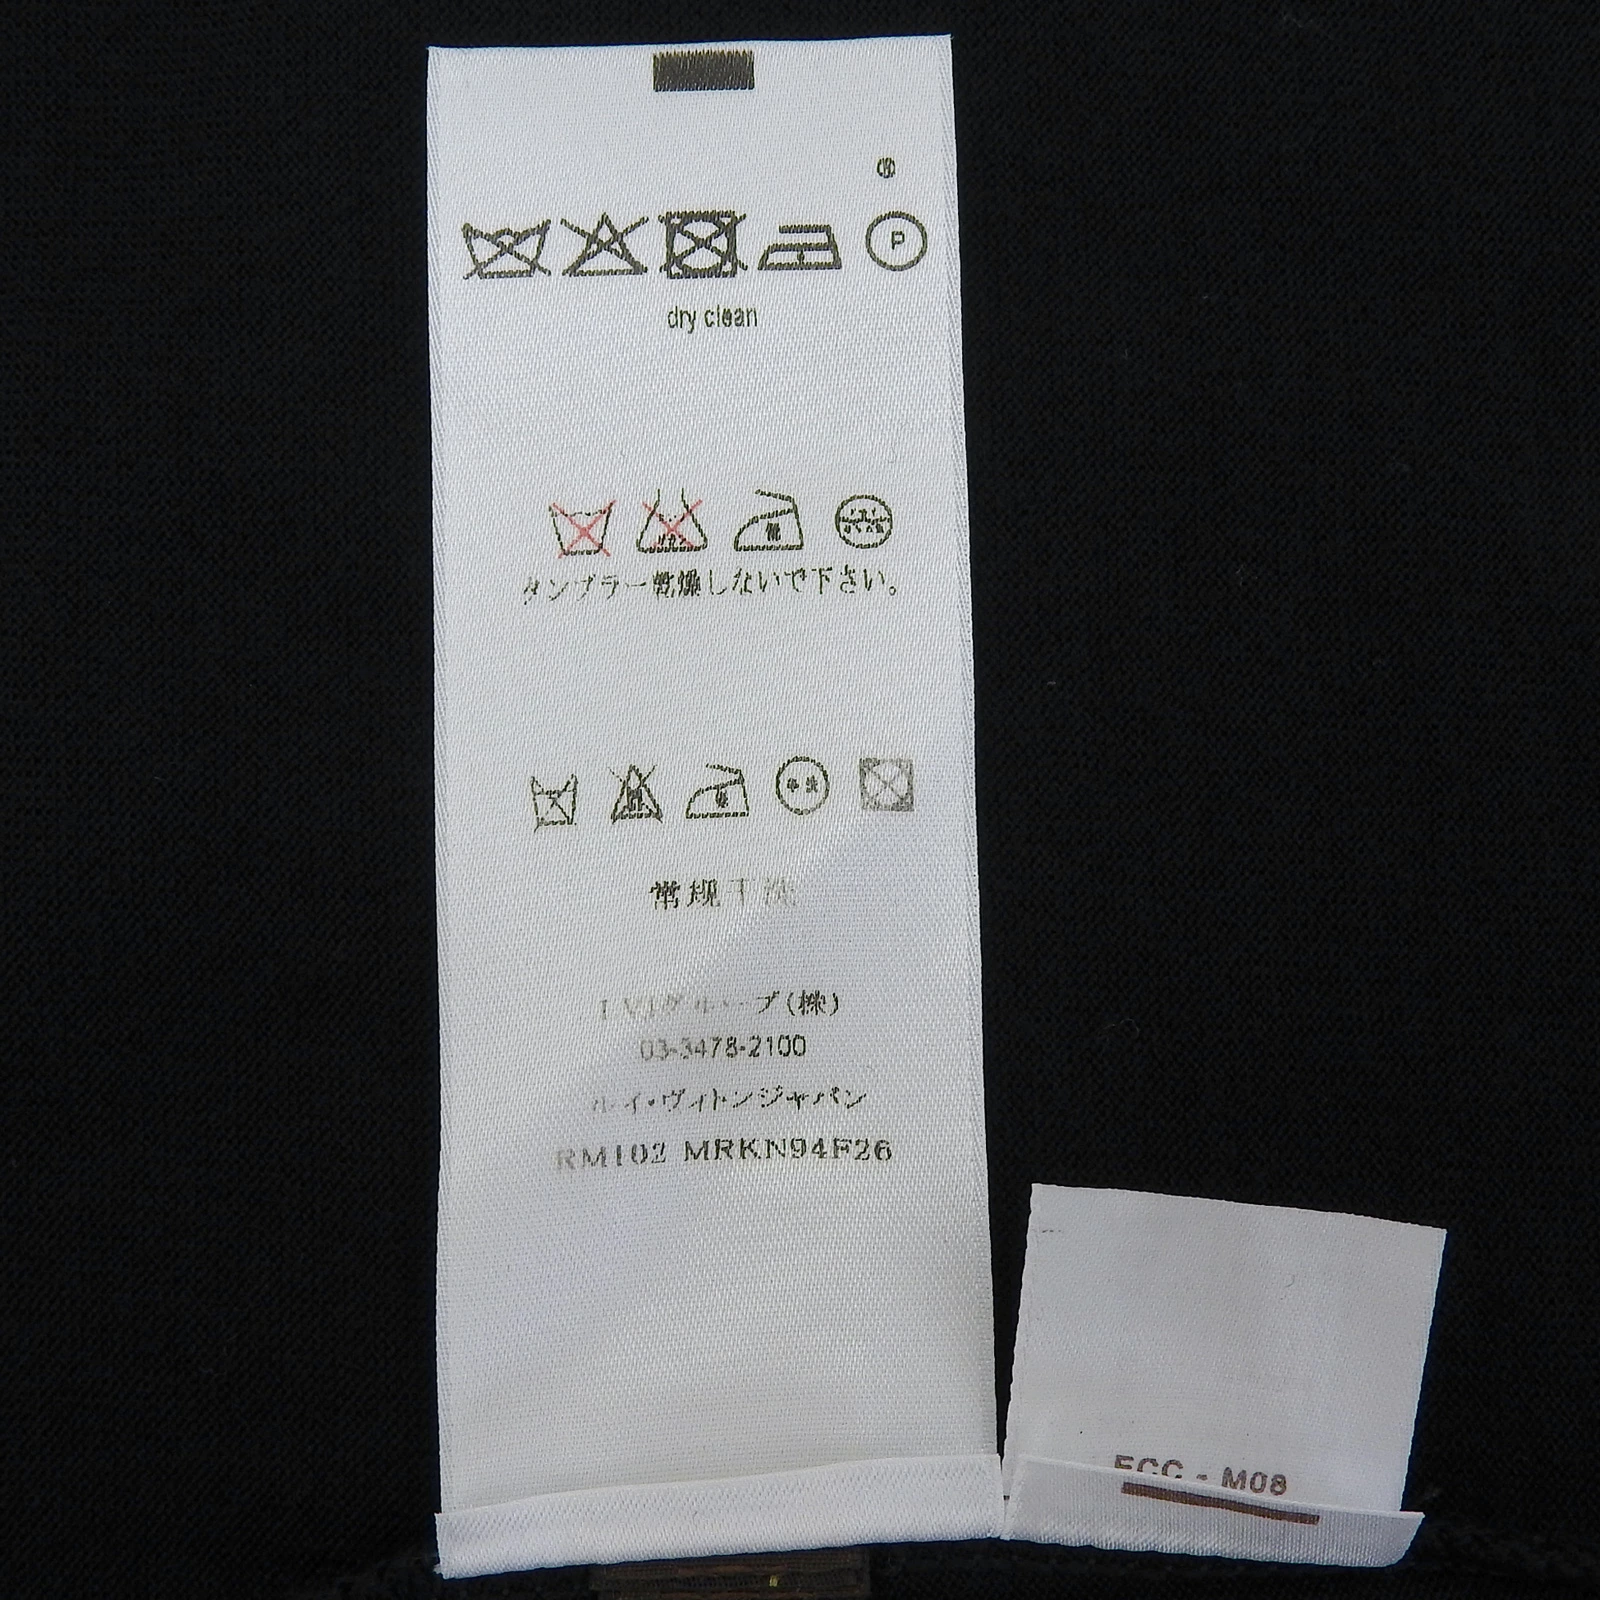 P
dry clean
タンブラー乾燥しないで下さい。
常规干洗
LVJグループ(株)
03-3478-2100
ルイ・ヴィトンジャパン
RM102 MRKN94F26
FCC - M08